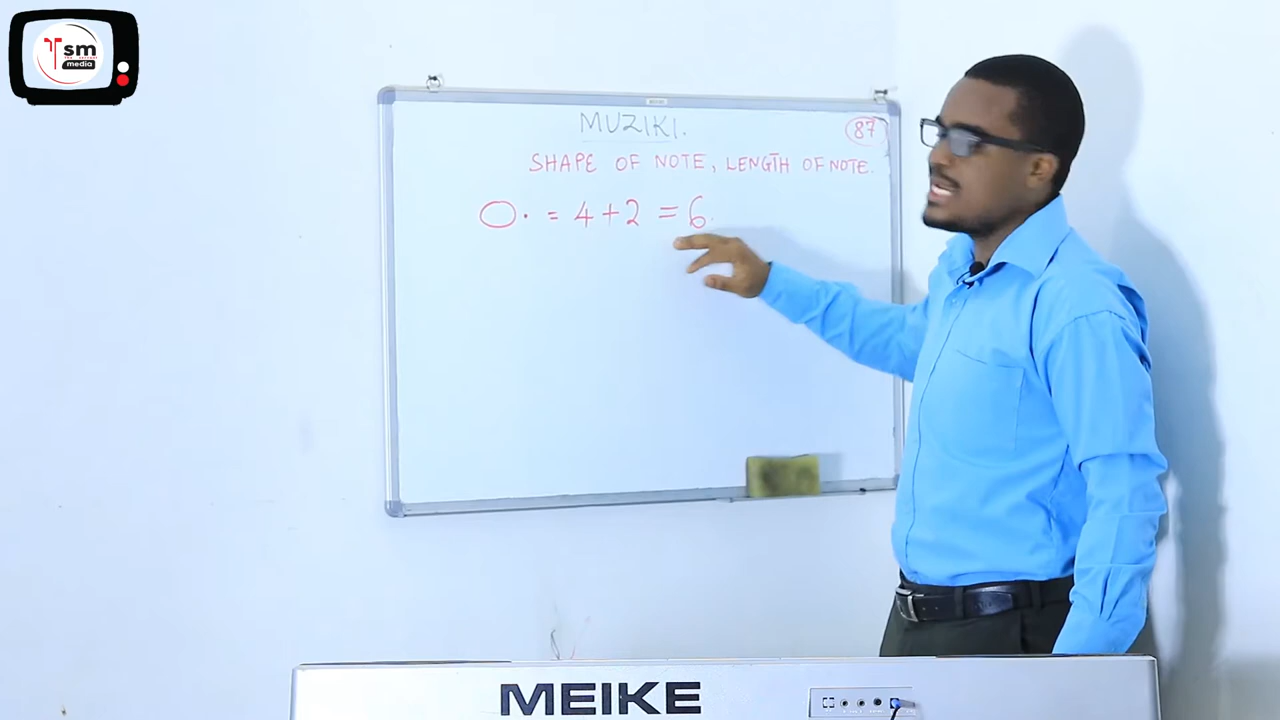 Tsm
media
MUZIKI.
87
SHAPE OF NOTE, LENGTH OF NOTE.
O· = 4+2 = 6.
MEIKE